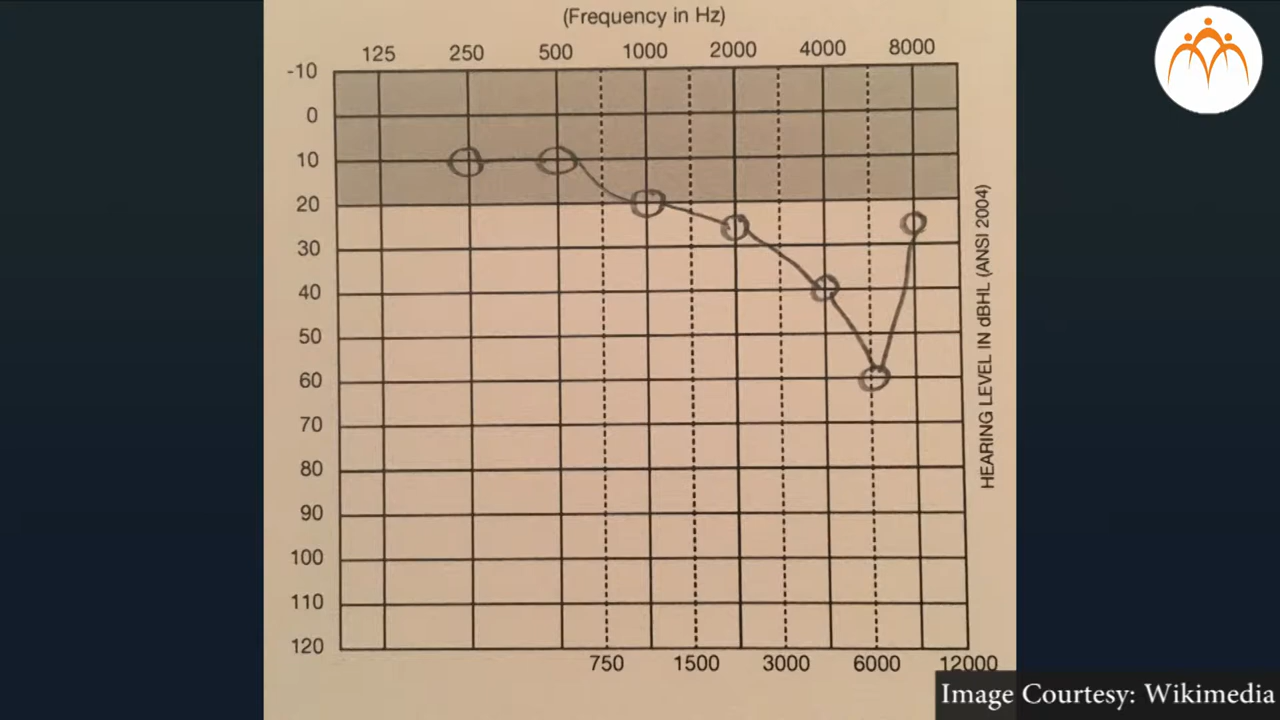 (Frequency in Hz)
125 250 500 1000 2000 4000 8000
-10
0
10
20
30
40
50
60
70
80
90
100
110
120
HEARING LEVEL IN dBHL (ANSI 2004)
750 1500 3000 6000 12000
Image Courtesy: Wikimedia